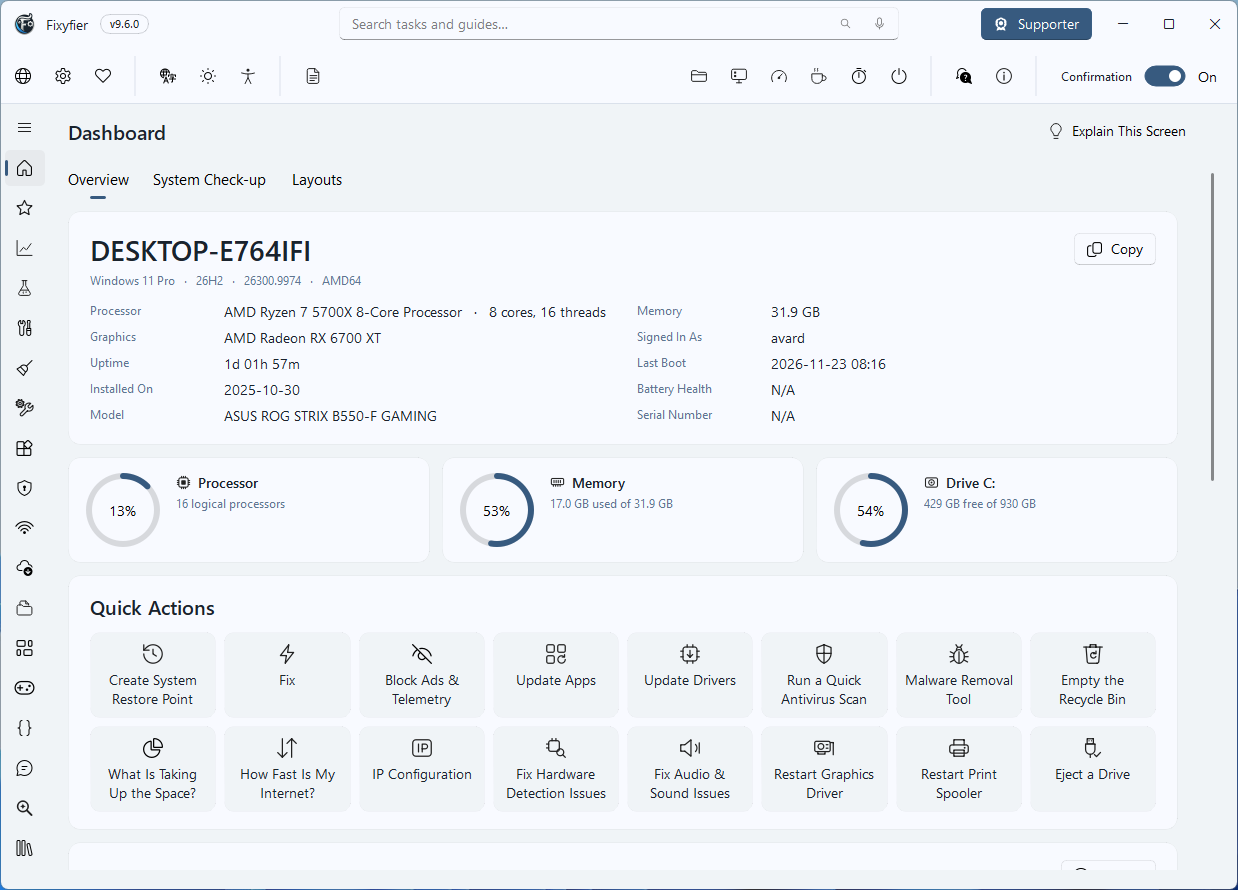 Fixyfier
v9.6.0
Search tasks and guides...
Supporter
Confirmation
On
Dashboard
Explain This Screen
Overview
System Check-up
Layouts
DESKTOP-E764IFI
Copy
Windows 11 Pro · 26H2 · 26300.9974 · AMD64
Processor
AMD Ryzen 7 5700X 8-Core Processor · 8 cores, 16 threads
Memory
31.9 GB
Graphics
AMD Radeon RX 6700 XT
Signed In As
avard
Uptime
1d 01h 57m
Last Boot
2026-11-23 08:16
Installed On
2025-10-30
Battery Health
N/A
Model
ASUS ROG STRIX B550-F GAMING
Serial Number
N/A
13%
Processor
16 logical processors
53%
Memory
17.0 GB used of 31.9 GB
54%
Drive C:
429 GB free of 930 GB
Quick Actions
Create System
Restore Point
Fix
Block Ads &
Telemetry
Update Apps
Update Drivers
Run a Quick
Antivirus Scan
Malware Removal
Tool
Empty the
Recycle Bin
What Is Taking
Up the Space?
How Fast Is My
Internet?
IP
IP Configuration
Fix Hardware
Detection Issues
Fix Audio &
Sound Issues
Restart Graphics
Driver
Restart Print
Spooler
Eject a Drive